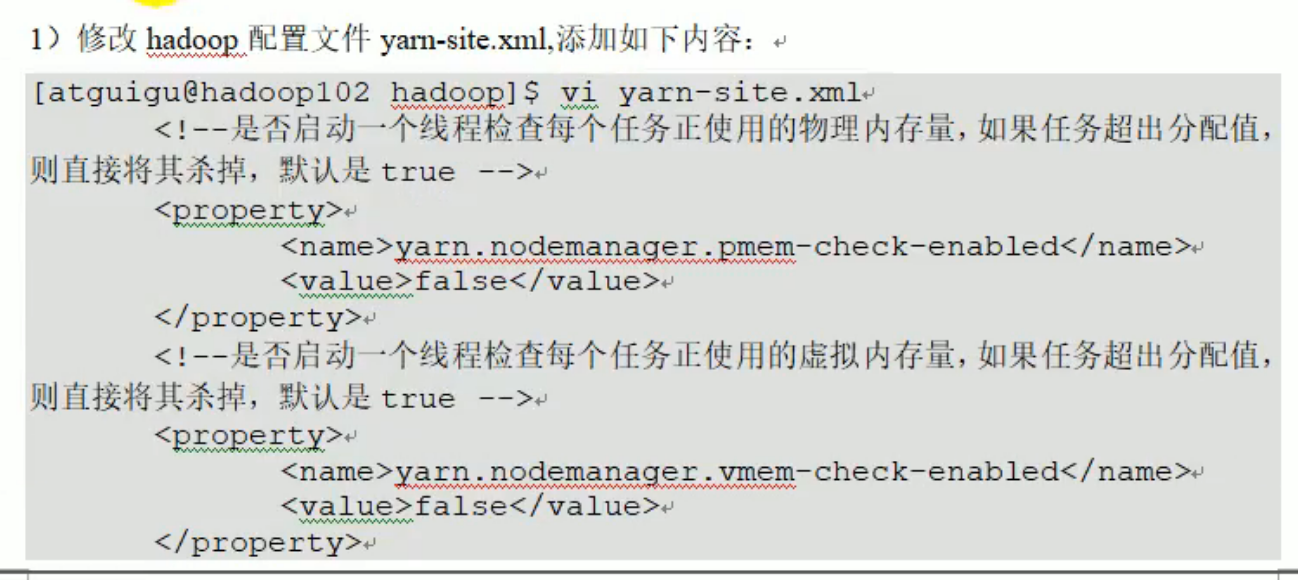 1）修改 hadoop 配置文件 yarn-site.xml,添加如下内容：
[atguigu@hadoop102 hadoop]$ vi yarn-site.xml
<!--是否启动一个线程检查每个任务正使用的物理内存量，如果任务超出分配值，
则直接将其杀掉，默认是 true -->
<property>
<name>yarn.nodemanager.pmem-check-enabled</name>
<value>false</value>
</property>
<!--是否启动一个线程检查每个任务正使用的虚拟内存量，如果任务超出分配值，
则直接将其杀掉，默认是 true -->
<property>
<name>yarn.nodemanager.vmem-check-enabled</name>
<value>false</value>
</property>